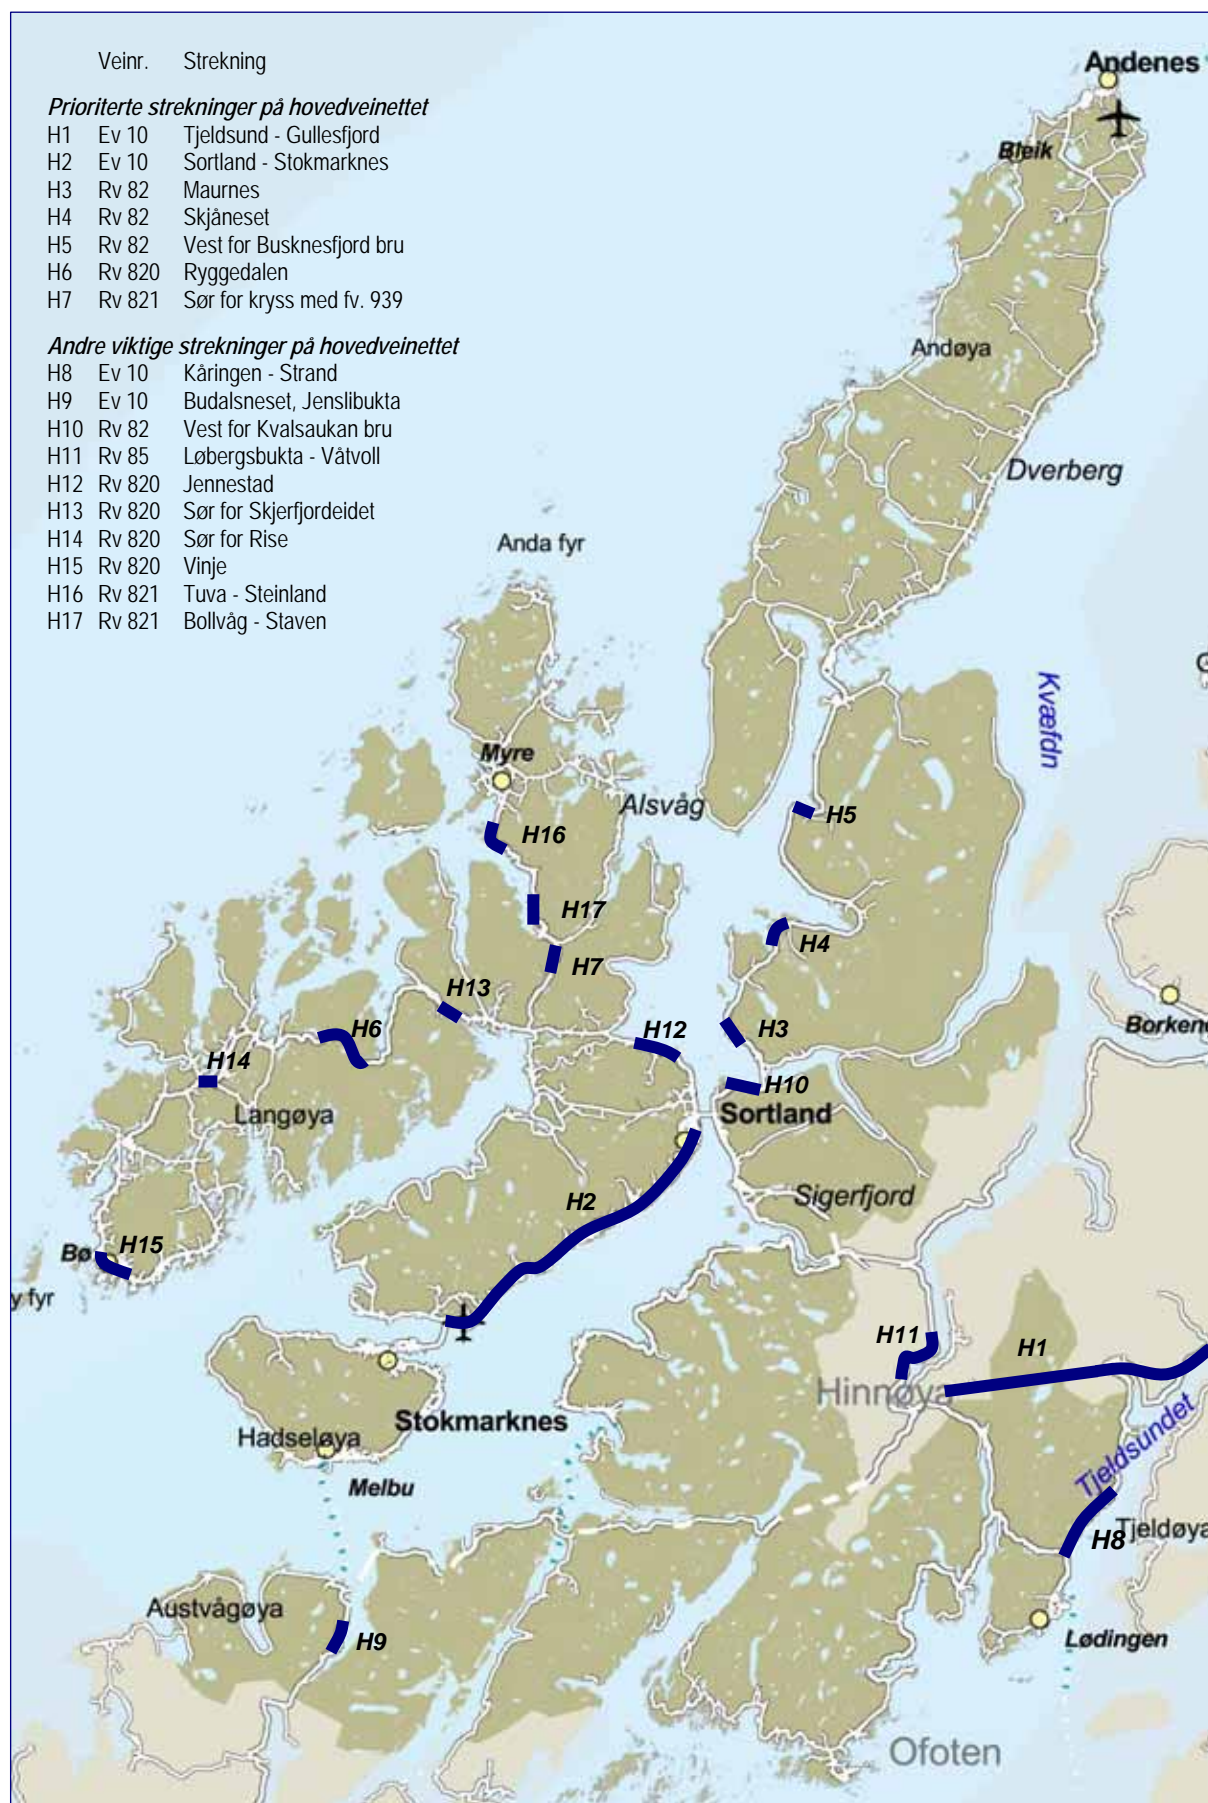 Veinr. Strekning
Prioriterte strekninger på hovedveinettet
H1 Ev 10 Tjeldsund - Gullesfjord
H2 Ev 10 Sortland - Stokmarknes
H3 Rv 82 Maurnes
H4 Rv 82 Skjåneset
H5 Rv 82 Vest for Busknesfjord bru
H6 Rv 820 Ryggedalen
H7 Rv 821 Sør for kryss med fv. 939
Andre viktige strekninger på hovedveinettet
H8 Ev 10 Kåringen - Strand
H9 Ev 10 Budalsneset, Jenslibukta
H10 Rv 82 Vest for Kvalsaukan bru
H11 Rv 85 Løbergsbukta - Våtvoll
H12 Rv 820 Jennestad
H13 Rv 820 Sør for Skjerfjordeidet
H14 Rv 820 Sør for Rise
H15 Rv 820 Vinje
H16 Rv 821 Tuva - Steinland
H17 Rv 821 Bollvåg - Staven
Andenes
Bleik
Andøya
Dverberg
Anda fyr
Kvæfdn
Myre
Alsvåg
H5
H16
H17
H4
H7
H13
H6
H12
H3
Borken
H14
H10
Langøya
Sortland
Sigerfjord
H2
Bø
H15
y fyr
H11
H1
Hinnøya
Stokmarknes
Hadseløya
Tjeldsundet
Melbu
H8
Tjeldøya
Austvågøya
H9
Lødingen
Ofoten